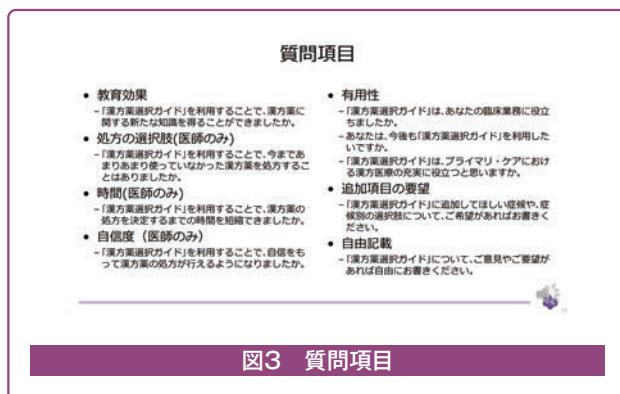 質問項目
• 教育効果
–「漢方薬選択ガイド」を利用することで、漢方薬に
関する新たな知識を得ることができましたか。
• 処方の選択肢(医師のみ)
–「漢方薬選択ガイド」を利用することで、今まであ
まりあまり使っていなかった漢方薬を処方するこ
とはありましたか。
• 時間(医師のみ)
–「漢方薬選択ガイド」を利用することで、漢方薬の
処方を決定するまでの時間を短縮できましたか。
• 自信度(医師のみ)
–「漢方薬選択ガイド」を利用することで、自信をも
って漢方薬の処方が行えるようになりましたか。
• 有用性
–「漢方薬選択ガイド」は、あなたの臨床業務に役立
ちましたか。
–あなたは、今後も「漢方薬選択ガイド」を利用した
いですか。
–「漢方薬選択ガイド」は、プライマリ・ケアにおけ
る漢方医療の充実に役立つと思いますか。
• 追加項目の要望
–「漢方薬選択ガイド」に追加してほしい症候や、症
候別の選択肢について、ご希望があればお書きく
ださい。
• 自由記載
–「漢方薬選択ガイド」について、ご意見やご要望が
あれば自由にお書きください。
図3 質問項目